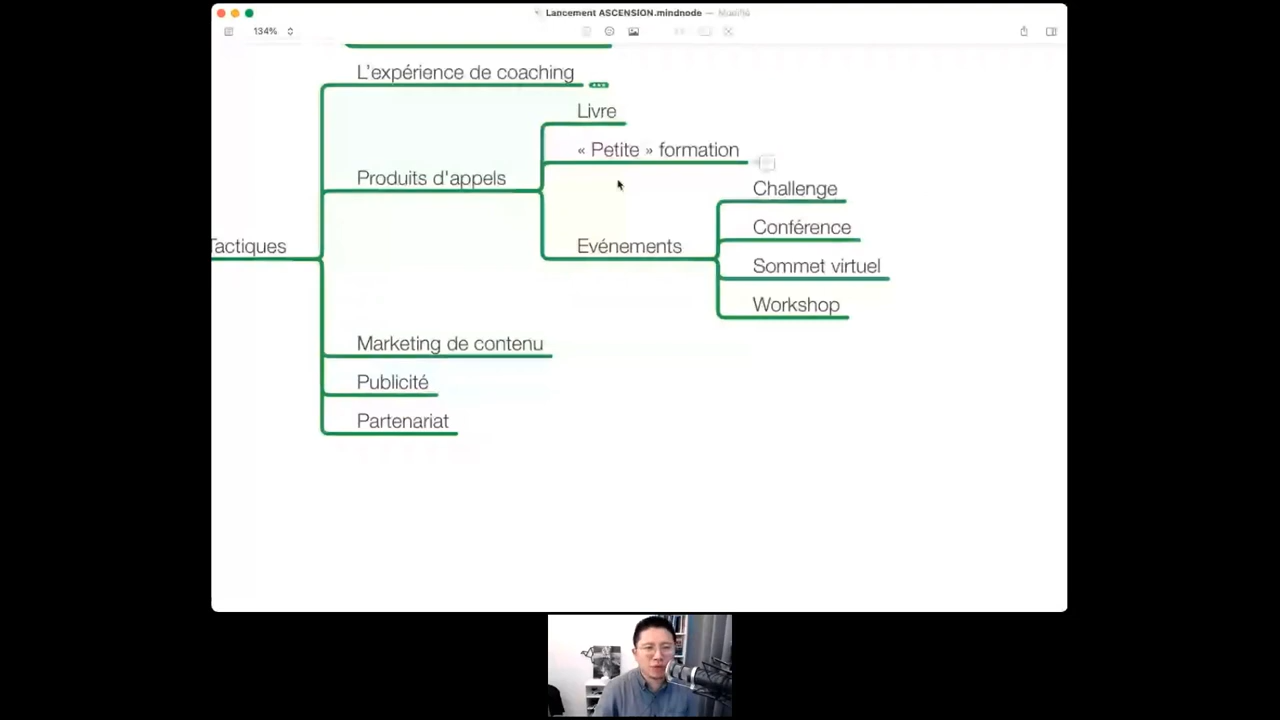 Lancement ASCENSION.mindnode — Modifié
134%
L'expérience de coaching
Livre
« Petite » formation
Produits d'appels
Challenge
Conférence
Tactiques
Evénements
Sommet virtuel
Workshop
Marketing de contenu
Publicité
Partenariat